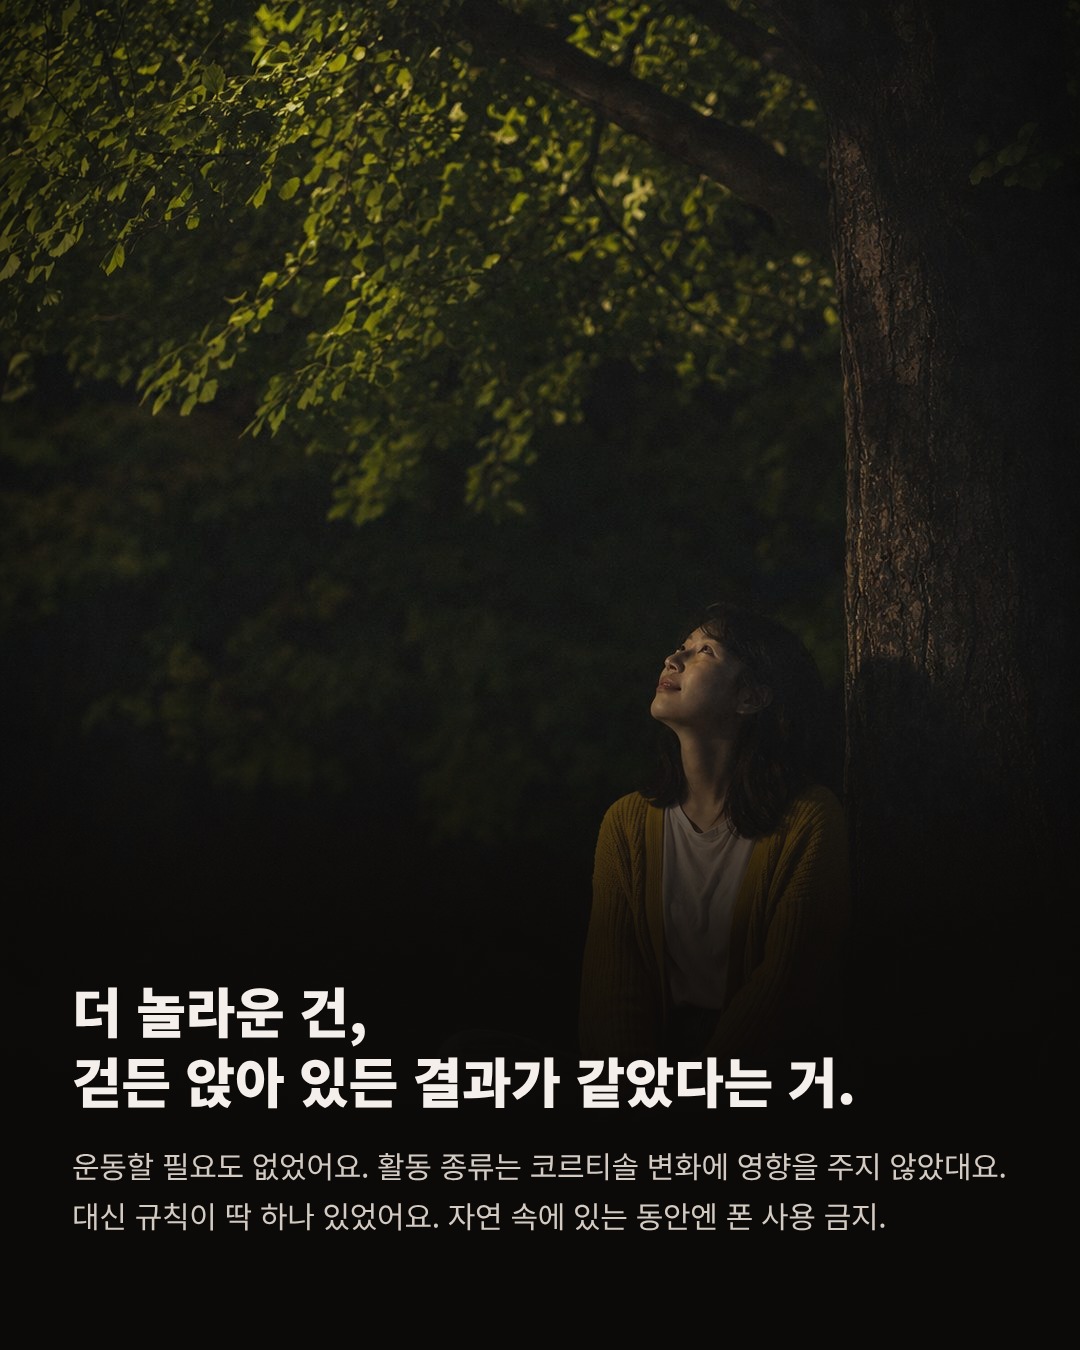 더 놀라운 건,
걷든 앉아 있든 결과가 같았다는 거.
운동할 필요도 없었어요. 활동 종류는 코르티솔 변화에 영향을 주지 않았대요.
대신 규칙이 딱 하나 있었어요. 자연 속에 있는 동안엔 폰 사용 금지.